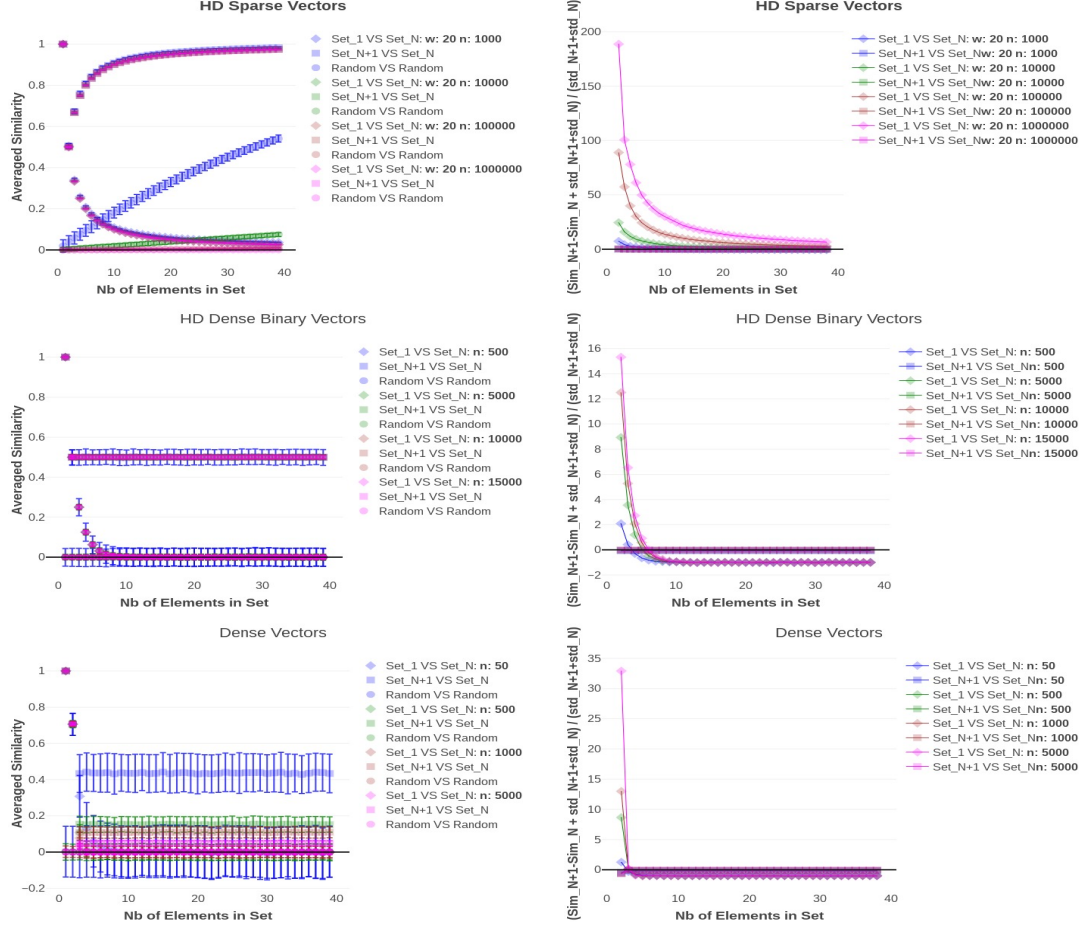 HD Sparse Vectors
Averaged Similarity
1
0.8
0.6
0.4
0.2
0
0
10
20
30
40
Nb of Elements in Set
Set_1 VS Set_N: w: 20 n: 1000
Set_N+1 VS Set_N
Random VS Random
Set_1 VS Set_N: w: 20 n: 10000
Set_N+1 VS Set_N
Random VS Random
Set_1 VS Set_N: w: 20 n: 100000
Set_N+1 VS Set_N
Random VS Random
Set_1 VS Set_N: w: 20 n: 1000000
Set_N+1 VS Set_N
Random VS Random
HD Sparse Vectors
(Sim_N+1-Sim_N + std_N+1+std_N) / (std_N+1+std_N)
200
150
100
50
0
0
10
20
30
40
Nb of Elements in Set
Set_1 VS Set_N: w: 20 n: 1000
Set_N+1 VS Set_Nw: 20 n: 1000
Set_1 VS Set_N: w: 20 n: 10000
Set_N+1 VS Set_Nw: 20 n: 10000
Set_1 VS Set_N: w: 20 n: 100000
Set_N+1 VS Set_Nw: 20 n: 100000
Set_1 VS Set_N: w: 20 n: 1000000
Set_N+1 VS Set_Nw: 20 n: 1000000
HD Dense Binary Vectors
Averaged Similarity
1
0.8
0.6
0.4
0.2
0
0
10
20
30
40
Nb of Elements in Set
Set_1 VS Set_N: n: 500
Set_N+1 VS Set_N
Random VS Random
Set_1 VS Set_N: n: 5000
Set_N+1 VS Set_N
Random VS Random
Set_1 VS Set_N: n: 10000
Set_N+1 VS Set_N
Random VS Random
Set_1 VS Set_N: n: 15000
Set_N+1 VS Set_N
Random VS Random
HD Dense Binary Vectors
(Sim_N+1-Sim_N + std_N+1+std_N) / (std_N+1+std_N)
16
14
12
10
8
6
4
2
0
−2
0
10
20
30
40
Nb of Elements in Set
Set_1 VS Set_N: n: 500
Set_N+1 VS Set_Nn: 500
Set_1 VS Set_N: n: 5000
Set_N+1 VS Set_Nn: 5000
Set_1 VS Set_N: n: 10000
Set_N+1 VS Set_Nn: 10000
Set_1 VS Set_N: n: 15000
Set_N+1 VS Set_Nn: 15000
Dense Vectors
Averaged Similarity
1
0.8
0.6
0.4
0.2
0
−0.2
0
10
20
30
40
Nb of Elements in Set
Set_1 VS Set_N: n: 50
Set_N+1 VS Set_N
Random VS Random
Set_1 VS Set_N: n: 500
Set_N+1 VS Set_N
Random VS Random
Set_1 VS Set_N: n: 1000
Set_N+1 VS Set_N
Random VS Random
Set_1 VS Set_N: n: 5000
Set_N+1 VS Set_N
Random VS Random
Dense Vectors
(Sim_N+1-Sim_N + std_N+1+std_N) / (std_N+1+std_N)
35
30
25
20
15
10
5
0
0
10
20
30
40
Nb of Elements in Set
Set_1 VS Set_N: n: 50
Set_N+1 VS Set_Nn: 50
Set_1 VS Set_N: n: 500
Set_N+1 VS Set_Nn: 500
Set_1 VS Set_N: n: 1000
Set_N+1 VS Set_Nn: 1000
Set_1 VS Set_N: n: 5000
Set_N+1 VS Set_Nn: 5000